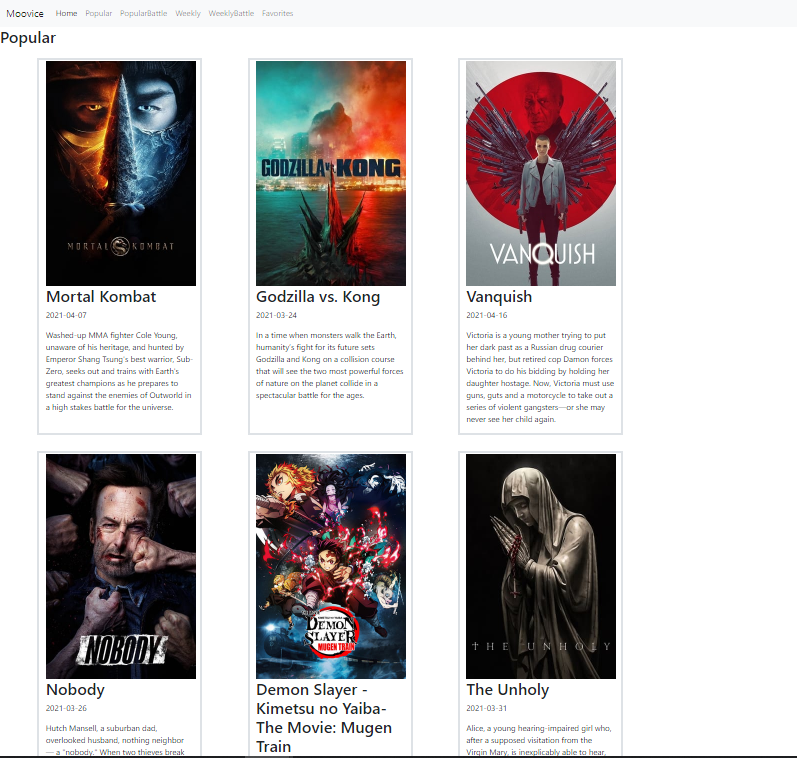 Moovice Home Popular PopularBattle Weekly WeeklyBattle Favorites
Popular
MORTAL KOMBAT
Mortal Kombat
2021-04-07
Washed-up MMA fighter Cole Young,
unaware of his heritage, and hunted by
Emperor Shang Tsung's best warrior, Sub-
Zero, seeks out and trains with Earth's
greatest champions as he prepares to
stand against the enemies of Outworld in
a high stakes battle for the universe.
GODZILLA vs. KONG
Godzilla vs. Kong
2021-03-24
In a time when monsters walk the Earth,
humanity's fight for its future sets
Godzilla and Kong on a collision course
that will see the two most powerful forces
of nature on the planet collide in a
spectacular battle for the ages.
VANQUISH
Vanquish
2021-04-16
Victoria is a young mother trying to put
her dark past as a Russian drug courier
behind her, but retired cop Damon forces
Victoria to do his bidding by holding her
daughter hostage. Now, Victoria must use
guns, guts and a motorcycle to take out a
series of violent gangsters—or she may
never see her child again.
NOBODY
Nobody
2021-03-26
Hutch Mansell, a suburban dad,
overlooked husband, nothing neighbor
— a "nobody." When two thieves break
DEMON
SLAYER
MUGEN TRAIN
Demon Slayer -
Kimetsu no Yaiba-
The Movie: Mugen
Train
THE UNHOLY
The Unholy
2021-03-31
Alice, a young hearing-impaired girl who,
after a supposed visitation from the
Virgin Mary, is inexplicably able to hear,